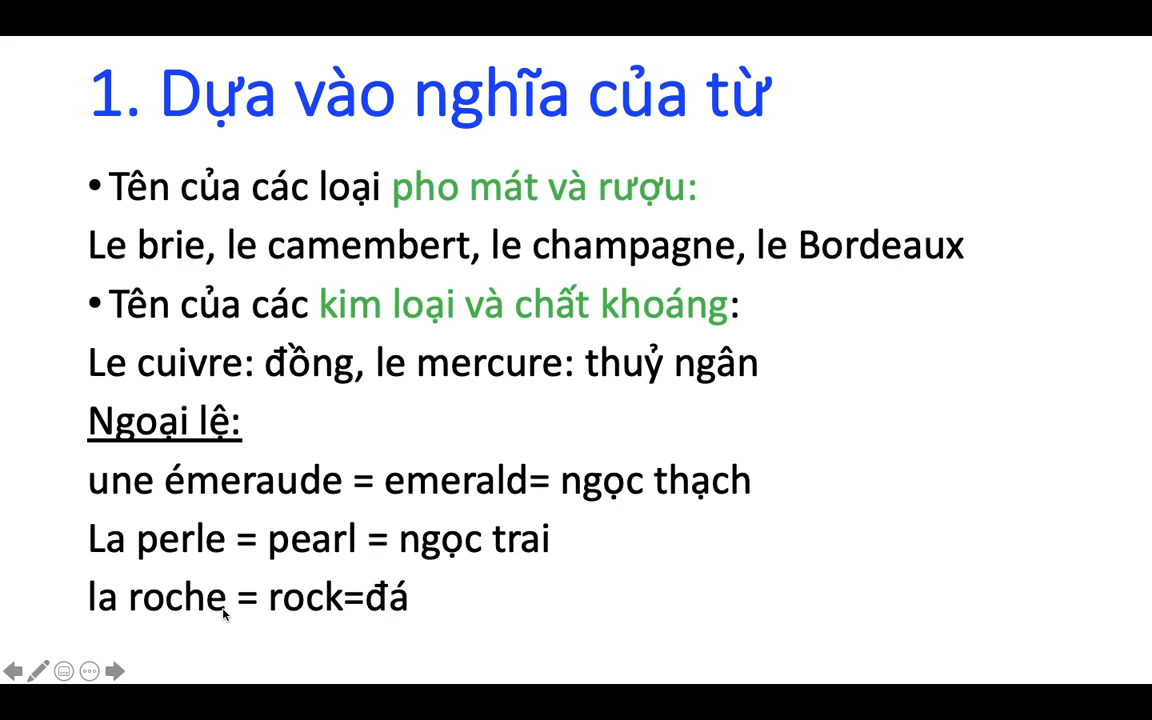 1. Dựa vào nghĩa của từ
• Tên của các loại pho mát và rượu:
Le brie, le camembert, le champagne, le Bordeaux
• Tên của các kim loại và chất khoáng:
Le cuivre: đồng, le mercure: thuỷ ngân
Ngoại lệ:
une émeraude = emerald= ngọc thạch
La perle = pearl = ngọc trai
la roche = rock=đá